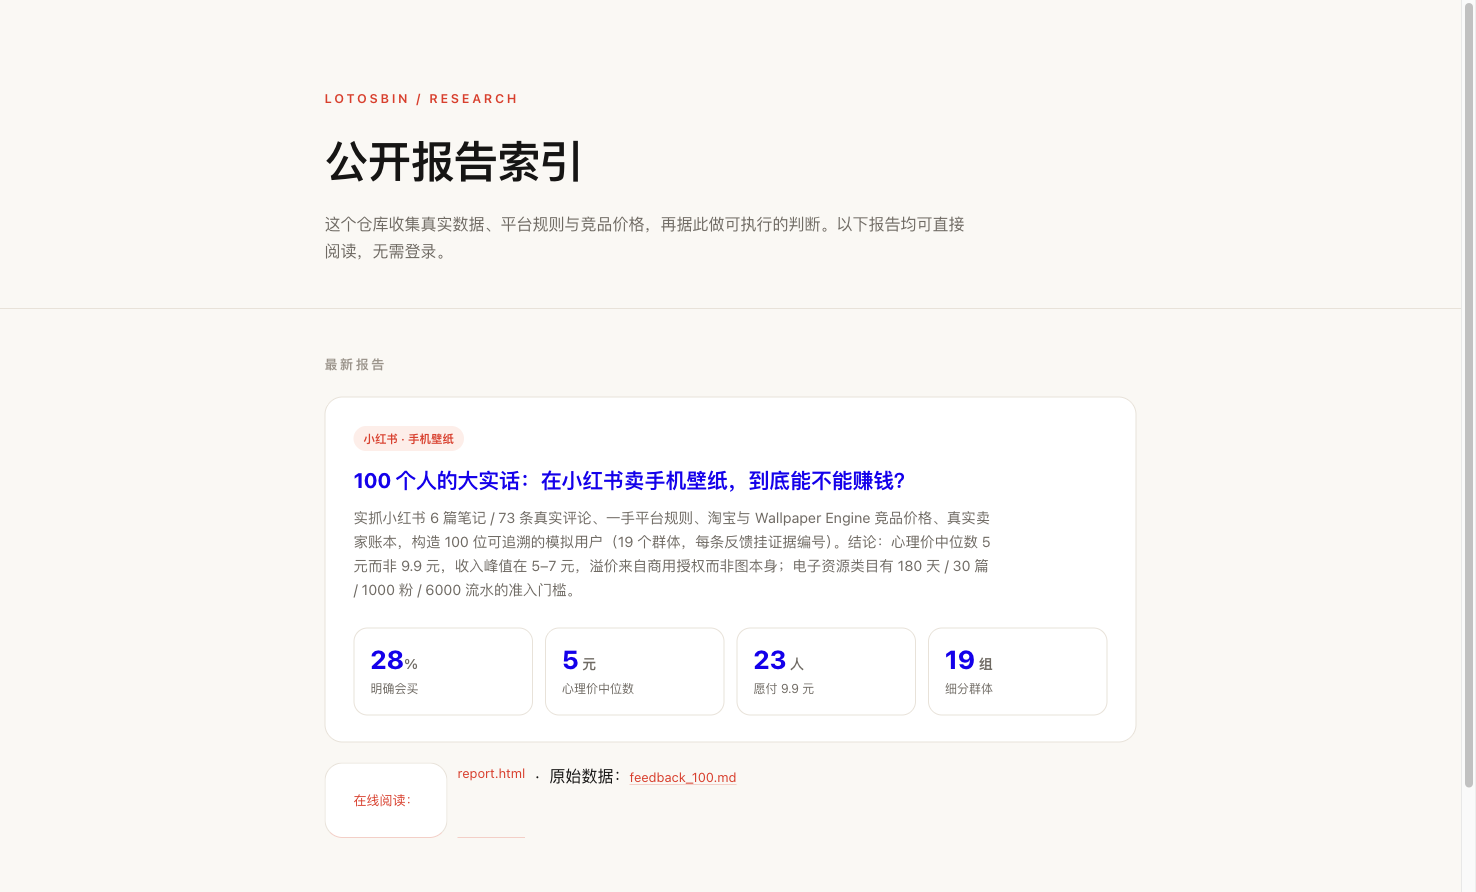 LOTOSBIN / RESEARCH
公开报告索引
这个仓库收集真实数据、平台规则与竞品价格，再据此做可执行的判断。以下报告均可直接
阅读，无需登录。
最新报告
小红书 · 手机壁纸
100 个人的大实话：在小红书卖手机壁纸，到底能不能赚钱？
实抓小红书 6 篇笔记 / 73 条真实评论、一手平台规则、淘宝与 Wallpaper Engine 竞品价格、真实卖
家账本，构造 100 位可追溯的模拟用户（19 个群体，每条反馈挂证据编号）。结论：心理价中位数 5
元而非 9.9 元，收入峰值在 5–7 元，溢价来自商用授权而非图本身；电子资源类目有 180 天 / 30 篇
/ 1000 粉 / 6000 流水的准入门槛。
28%
明确会买
5 元
心理价中位数
23 人
愿付 9.9 元
19 组
细分群体
在线阅读：
report.html · 原始数据：feedback_100.md